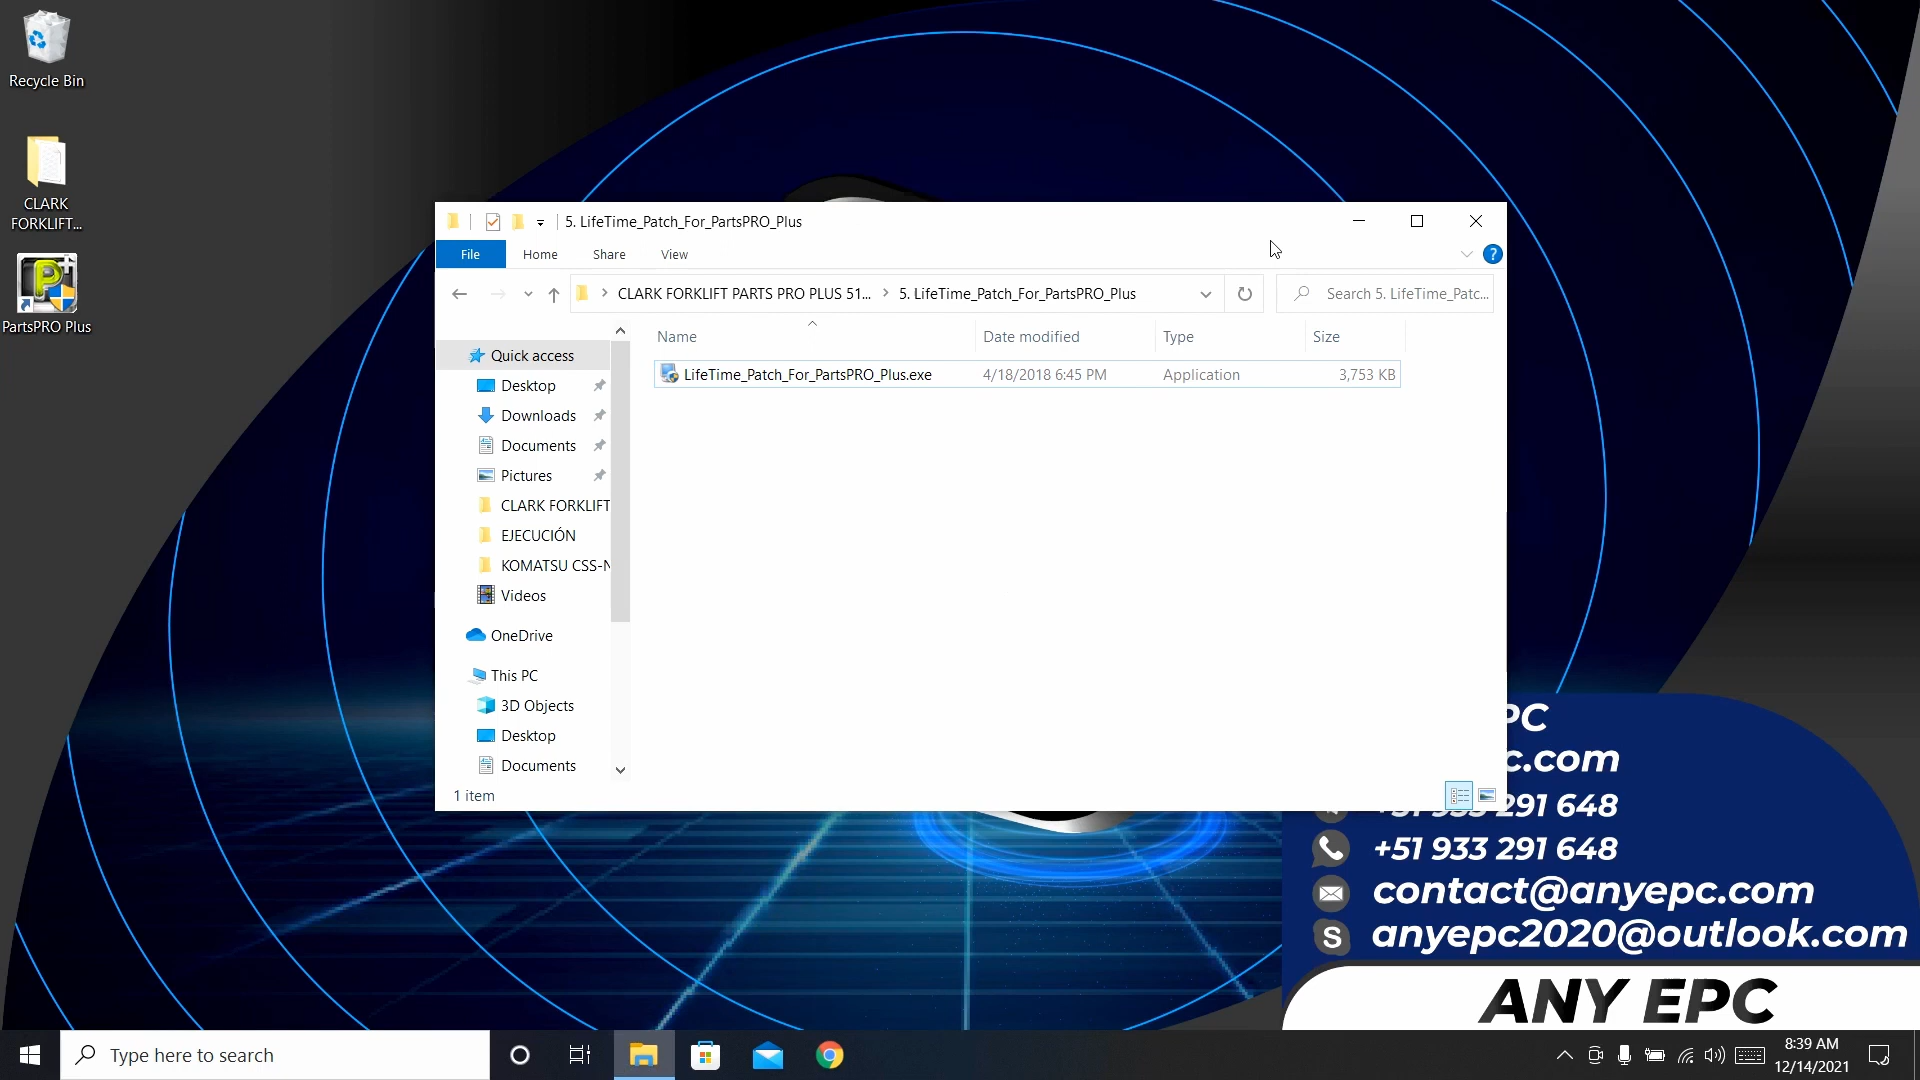 Recycle Bin
CLARK
FORKLIFT...
PartsPRO Plus
5. LifeTime_Patch_For_PartsPRO_Plus
File Home Share View
CLARK FORKLIFT PARTS PRO PLUS 51... > 5. LifeTime_Patch_For_PartsPRO_Plus
Search 5. LifeTime_Patc...
Name Date modified Type Size
LifeTime_Patch_For_PartsPRO_Plus.exe 4/18/2018 6:45 PM Application 3,753 KB
Quick access
Desktop
Downloads
Documents
Pictures
CLARK FORKLIFT
EJECUCIÓN
KOMATSU CSS-N
Videos
OneDrive
This PC
3D Objects
Desktop
Documents
1 item
PC
c.com
+51 933 291 648
+51 933 291 648
contact@anyepc.com
anyepc2020@outlook.com
ANY EPC
Type here to search
8:39 AM
12/14/2021